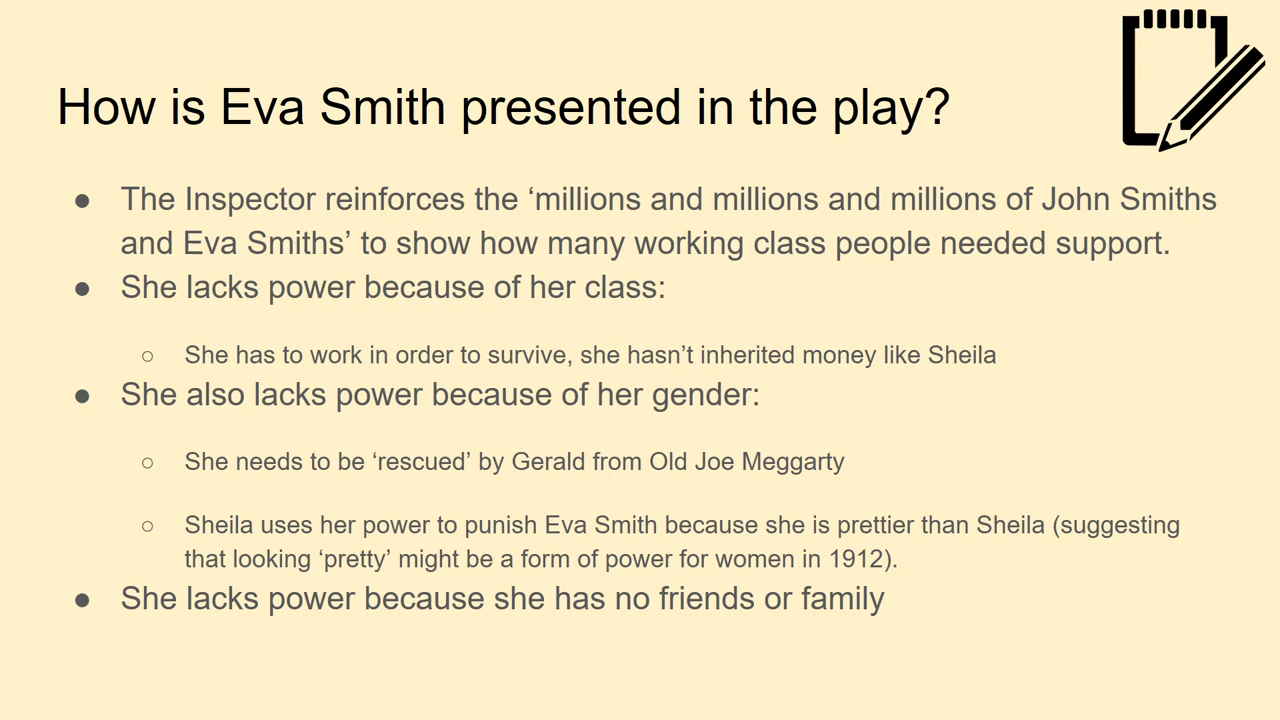 How is Eva Smith presented in the play?
● The Inspector reinforces the ‘millions and millions and millions of John Smiths
and Eva Smiths’ to show how many working class people needed support.
● She lacks power because of her class:
○ She has to work in order to survive, she hasn’t inherited money like Sheila
● She also lacks power because of her gender:
○ She needs to be ‘rescued’ by Gerald from Old Joe Meggarty
○ Sheila uses her power to punish Eva Smith because she is prettier than Sheila (suggesting
that looking ‘pretty’ might be a form of power for women in 1912).
● She lacks power because she has no friends or family